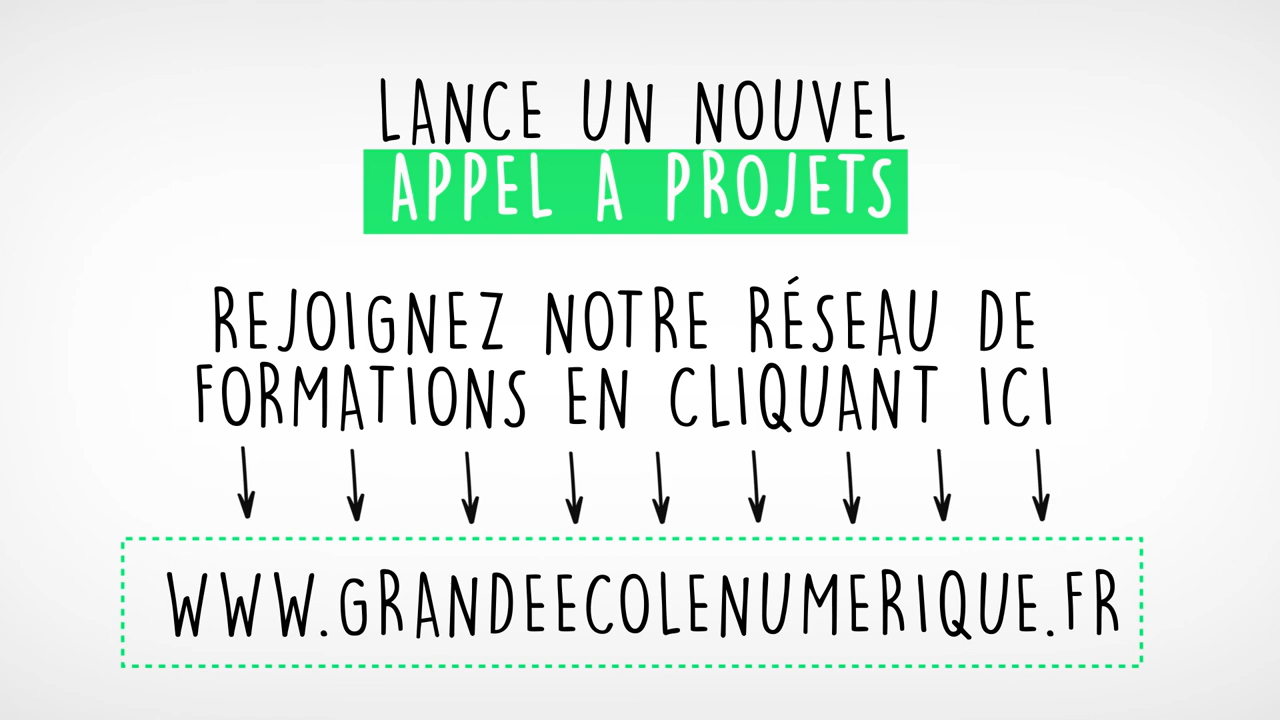 LANCE UN NOUVEL
APPEL À PROJETS
REJOIGNEZ NOTRE RÉSEAU DE
FORMATIONS EN CLIQUANT ICI
WWW.GRANDEECOLENUMERIQUE.FR